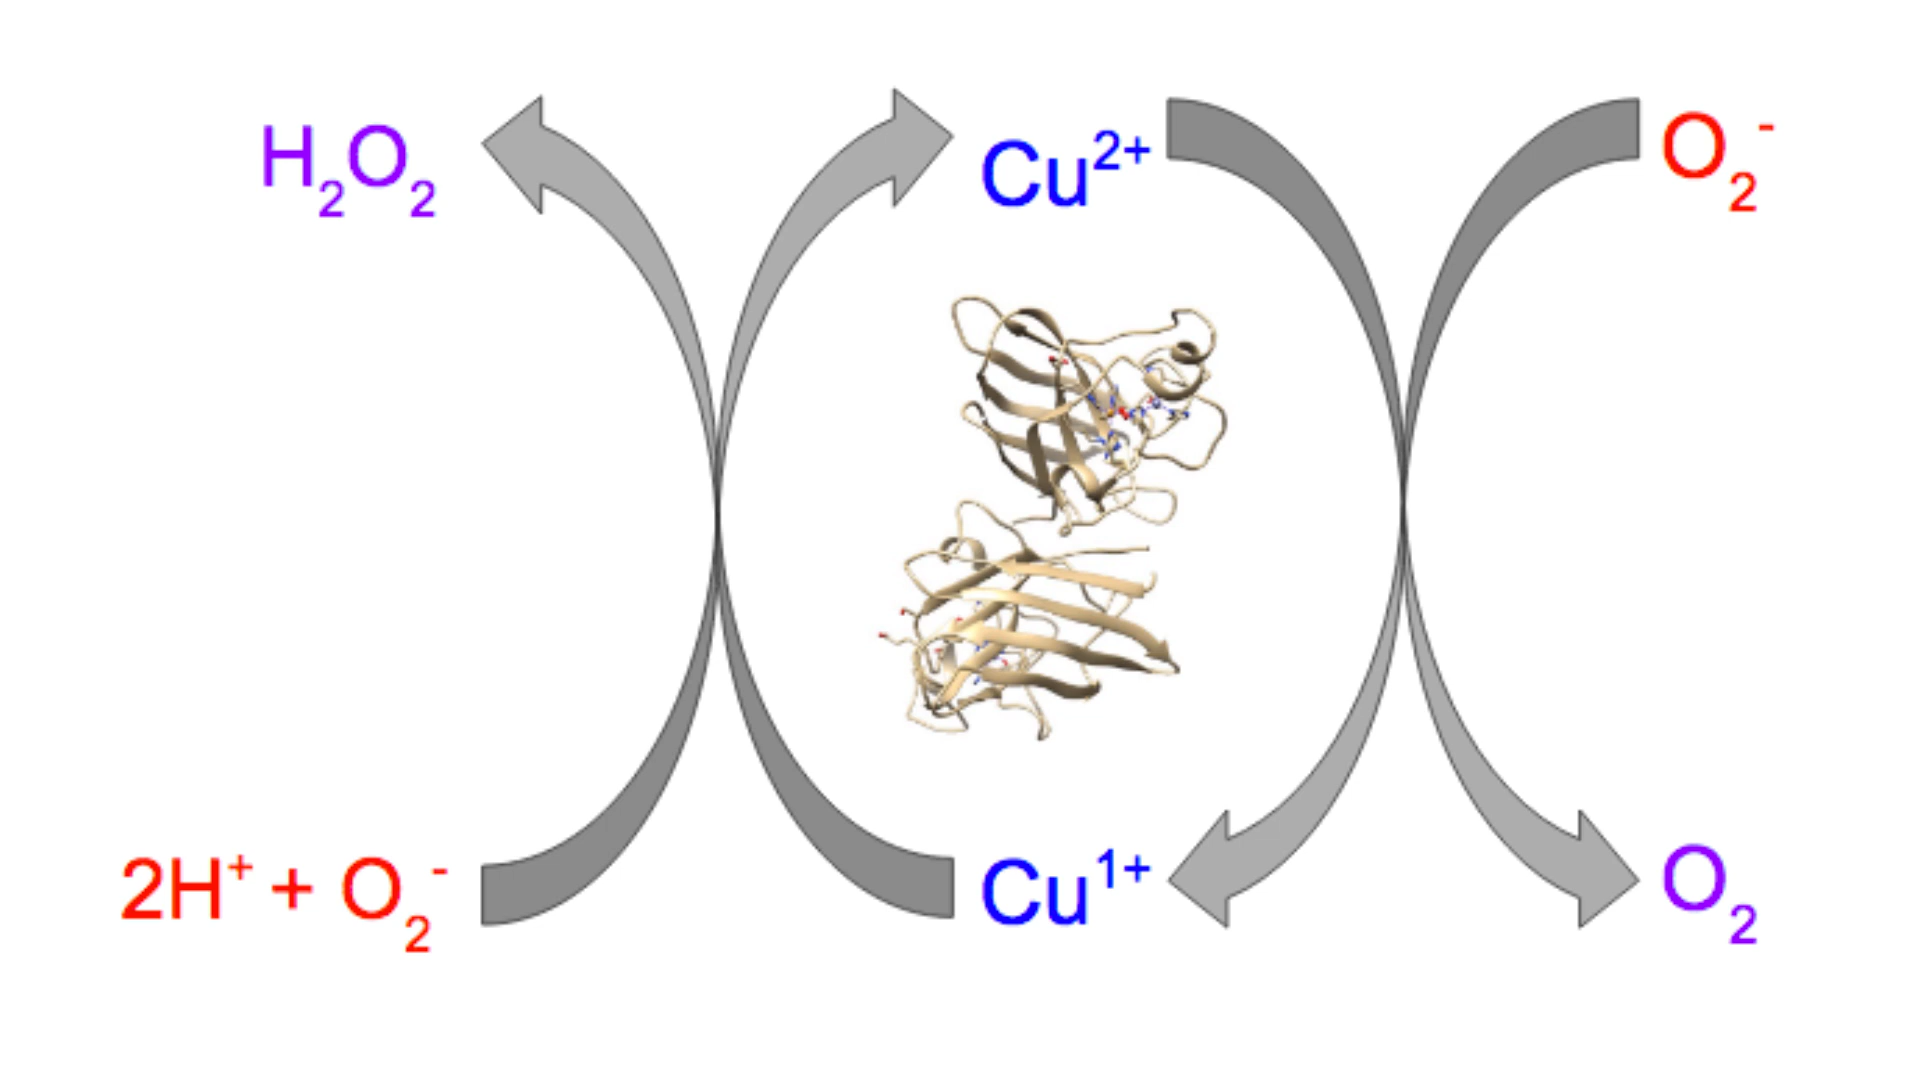 H₂O₂
Cu²⁺
O₂⁻
2H⁺ + O₂⁻
Cu¹⁺
O₂